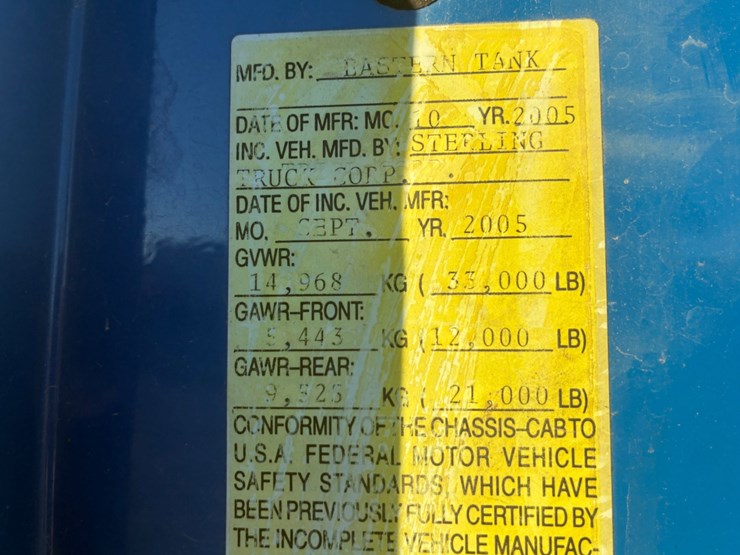 MFD. BY: EASTERN TANK
DATE OF MFR: MO. 10 YR. 2005
INC. VEH. MFD. BY: STERLING
TRUCK CORP.
DATE OF INC. VEH. MFR:
MO. SEPT. YR. 2005
GVWR:
14,968 KG ( 33,000 LB)
GAWR-FRONT:
5,443 KG ( 12,000 LB)
GAWR-REAR:
9,525 KG ( 21,000 LB)
CONFORMITY OF THE CHASSIS-CAB TO
U.S.A. FEDERAL MOTOR VEHICLE
SAFETY STANDARDS, WHICH HAVE
BEEN PREVIOUSLY FULLY CERTIFIED BY
THE INCOMPLETE VEHICLE MANUFAC-